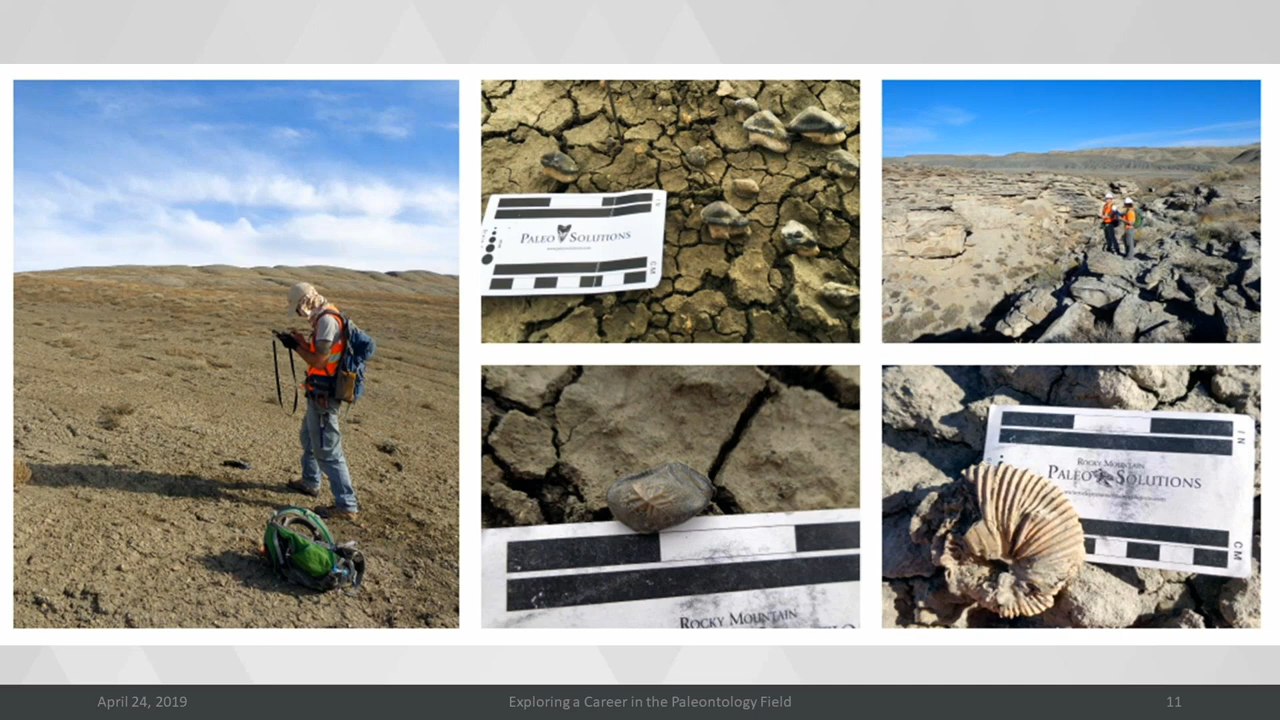 PALEO SOLUTIONS
IN
CM
ROCKY MOUNTAIN
ROCKY MOUNTAIN
PALEO SOLUTIONS
IN
CM
April 24, 2019
Exploring a Career in the Paleontology Field
11